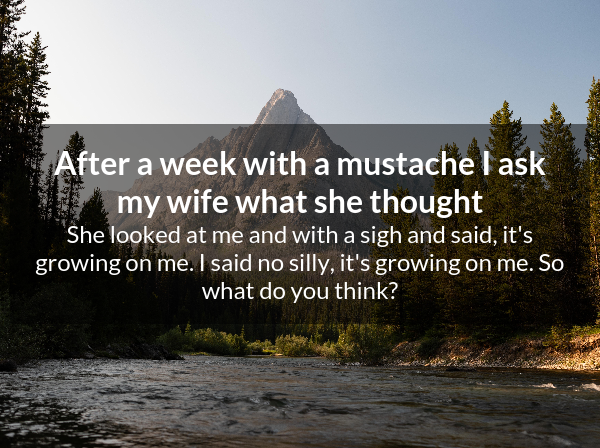 After a week with a mustache I ask
my wife what she thought
She looked at me and with a sigh and said, it's
growing on me. I said no silly, it's growing on me. So
what do you think?